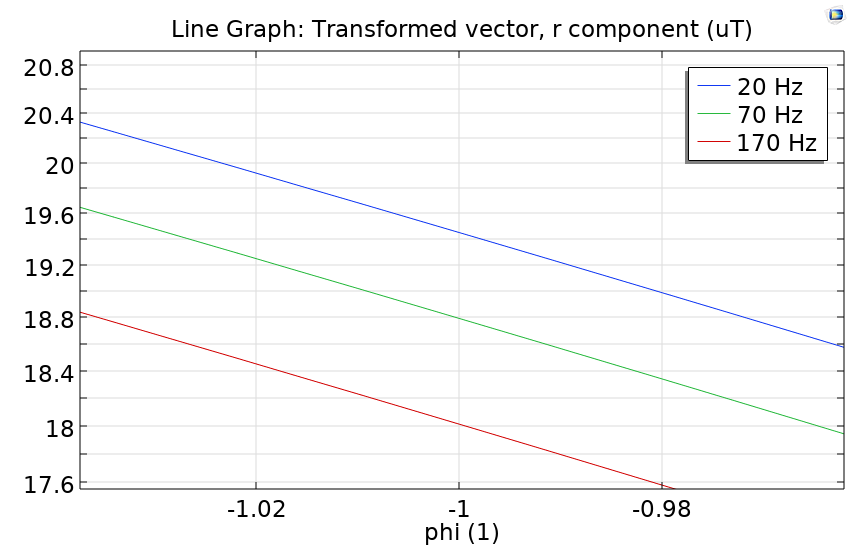 Line Graph: Transformed vector, r component (uT)
20.8
20.4
20
19.6
19.2
18.8
18.4
18
17.6
20 Hz
70 Hz
170 Hz
-1.02
-1
-0.98
phi (1)